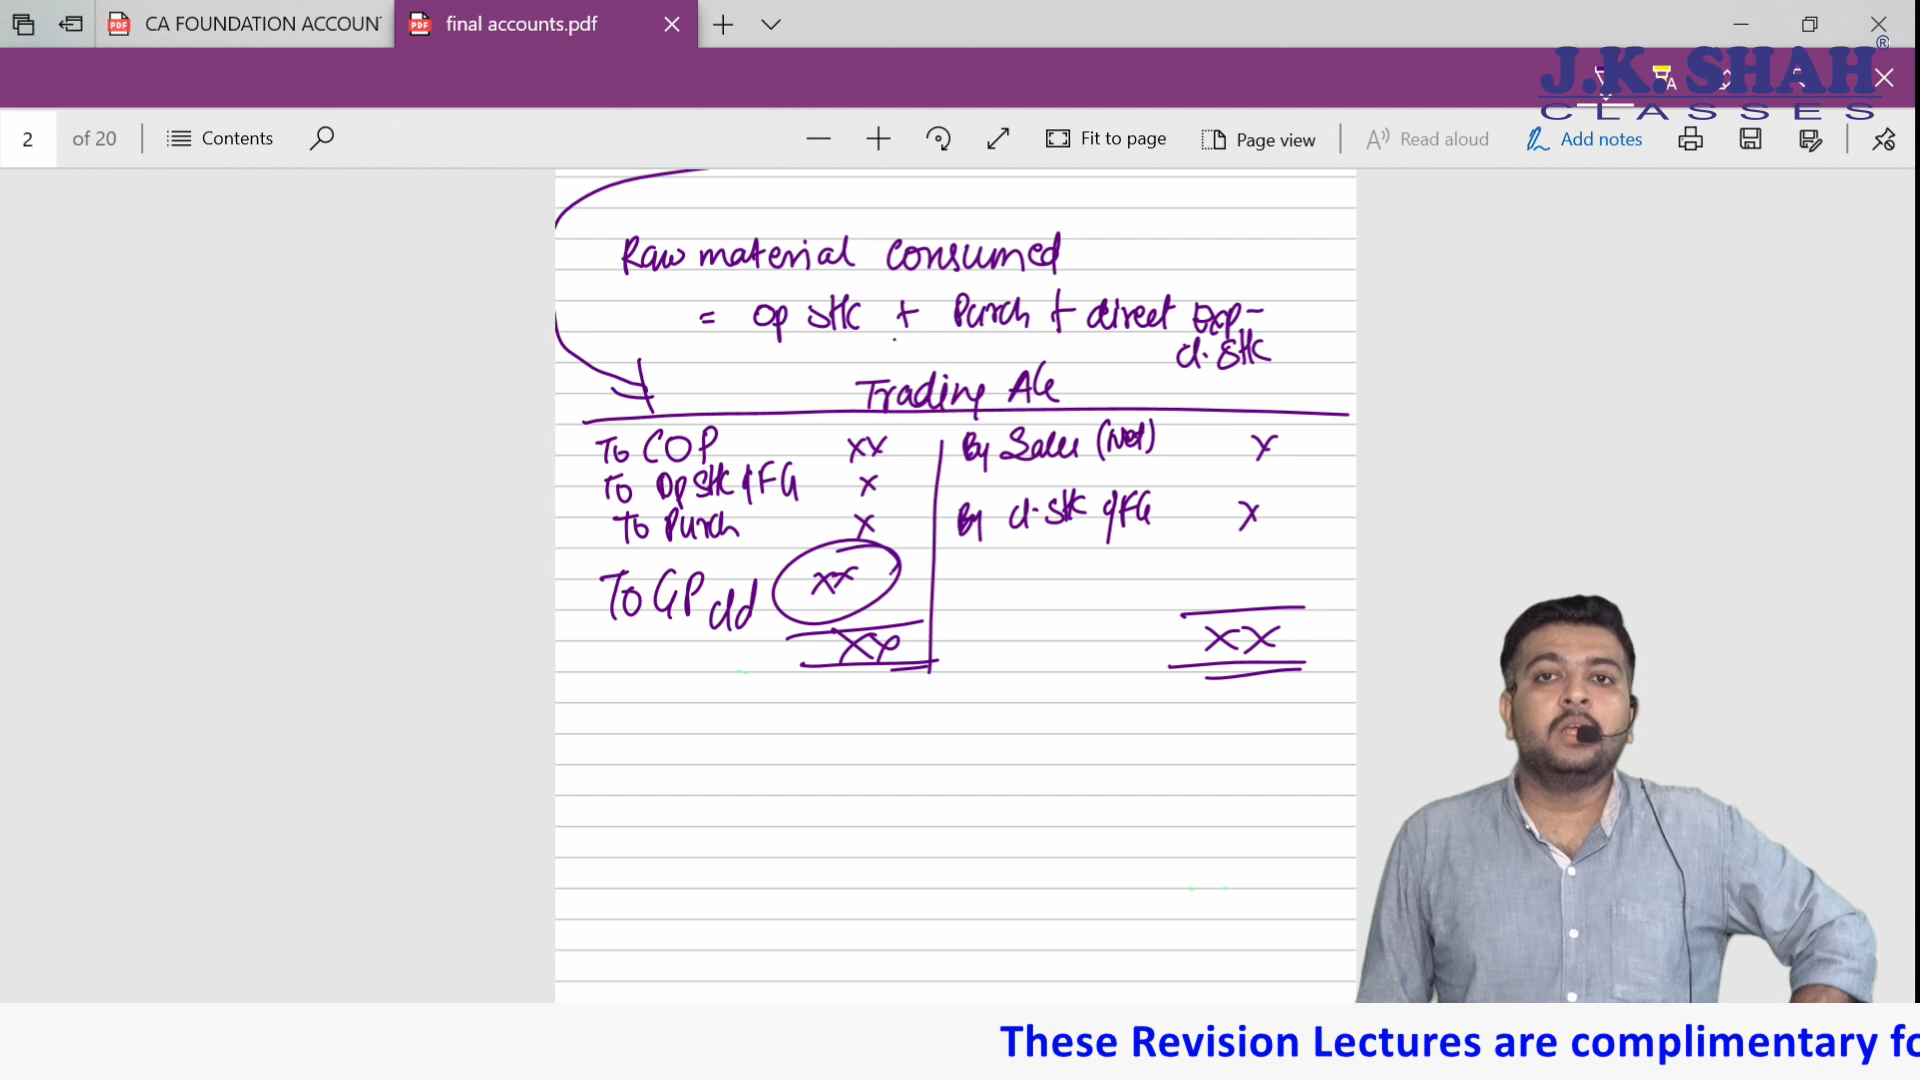 CA FOUNDATION ACCOUN
final accounts.pdf
J.K. SHAH®
CLASSES
2 of 20 Contents Fit to page Page view Read aloud Add notes
Raw material Consumed
= Op Stk + Purch + direct Exp -
Cl. Stk
Trading A/c
To COP XX By Sales (Net) X
To Op Stk of FG X
To Purch X By Cl. Stk of FG X
To GP c/d XX
XX XX
These Revision Lectures are complimentary fo